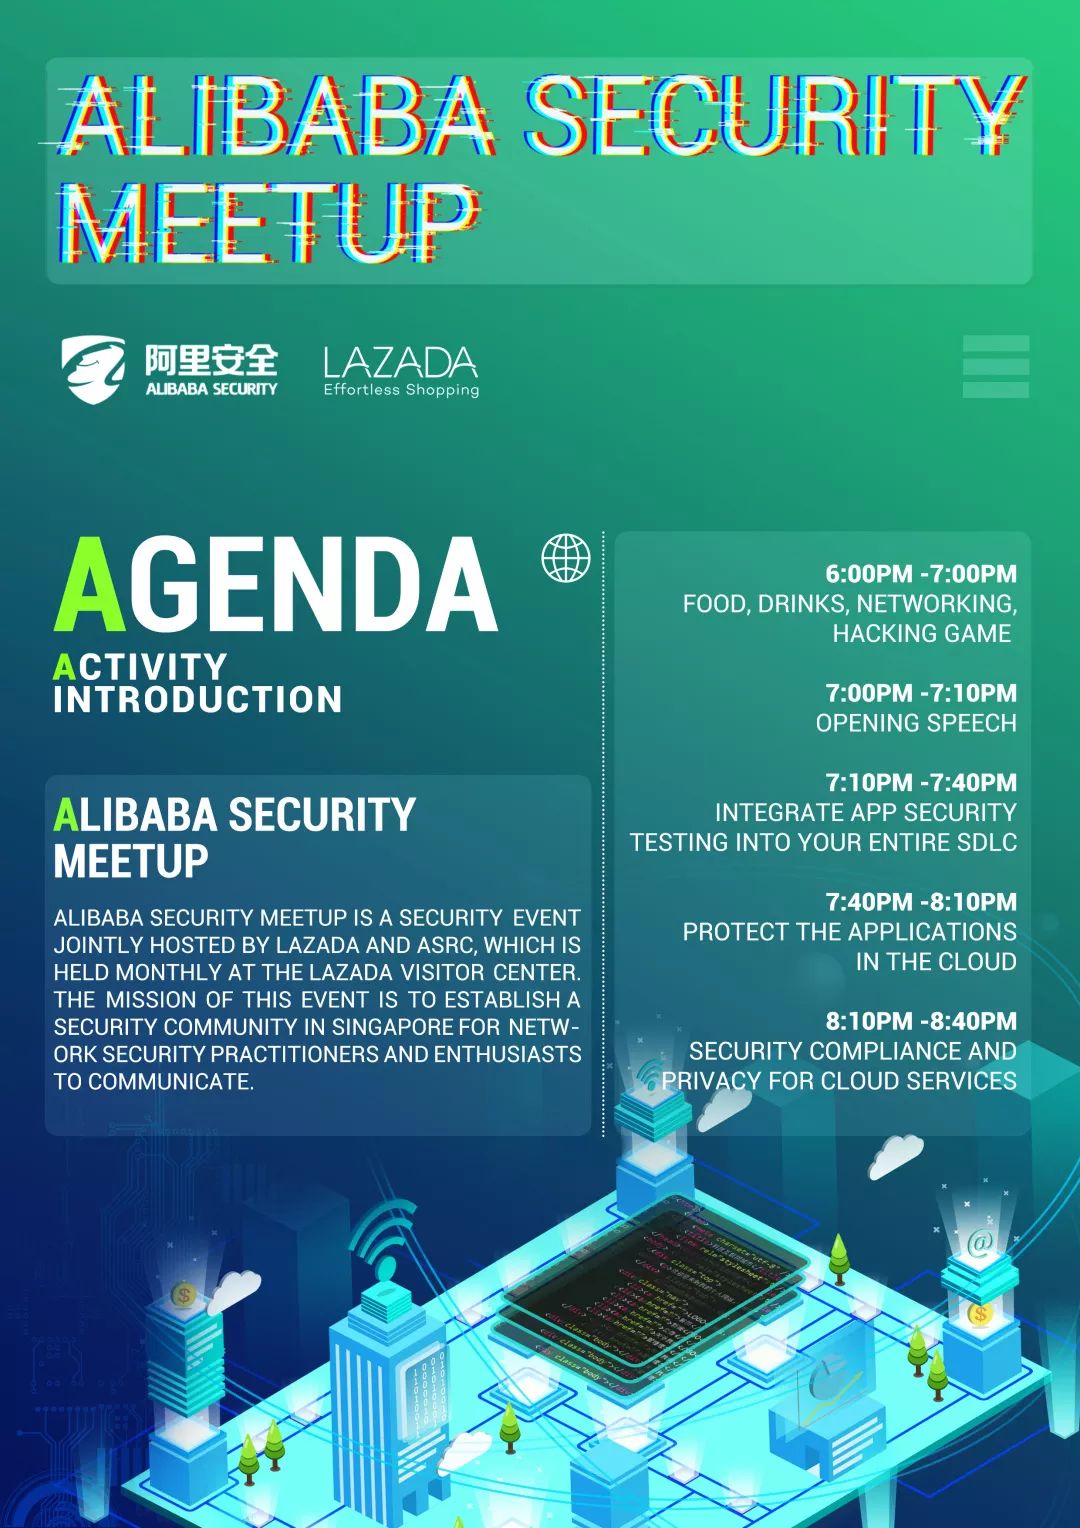 ALIBABA SECURITY
MEETUP
阿里安全
ALIBABA SECURITY
LAZADA
Effortless Shopping
AGENDA
ACTIVITY
INTRODUCTION
ALIBABA SECURITY
MEETUP
ALIBABA SECURITY MEETUP IS A SECURITY EVENT
JOINTLY HOSTED BY LAZADA AND ASRC, WHICH IS
HELD MONTHLY AT THE LAZADA VISITOR CENTER.
THE MISSION OF THIS EVENT IS TO ESTABLISH A
SECURITY COMMUNITY IN SINGAPORE FOR NETW-
ORK SECURITY PRACTITIONERS AND ENTHUSIASTS
TO COMMUNICATE.
6:00PM -7:00PM
FOOD, DRINKS, NETWORKING,
HACKING GAME
7:00PM -7:10PM
OPENING SPEECH
7:10PM -7:40PM
INTEGRATE APP SECURITY
TESTING INTO YOUR ENTIRE SDLC
7:40PM -8:10PM
PROTECT THE APPLICATIONS
IN THE CLOUD
8:10PM -8:40PM
SECURITY COMPLIANCE AND
PRIVACY FOR CLOUD SERVICES